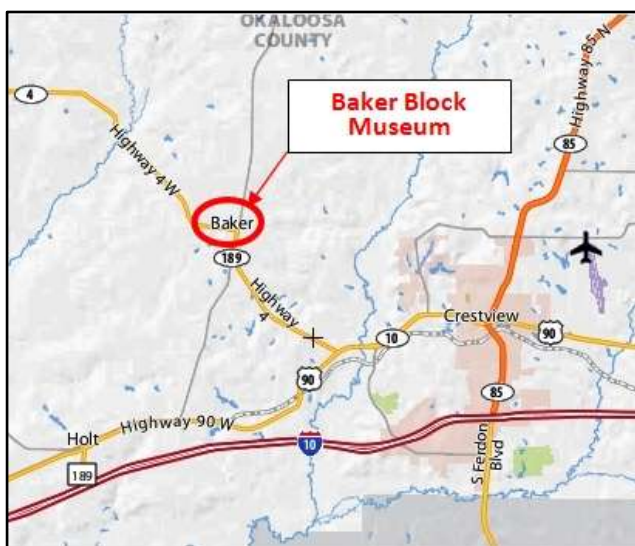 OKALOOSA
COUNTY
4
Highway 4 W
Baker Block
Museum
Highway 85 N
85
Baker
189
Highway
4
Crestview
10
90
90
85
Highway 90 W
Holt
10
189
S Ferdon
Blvd